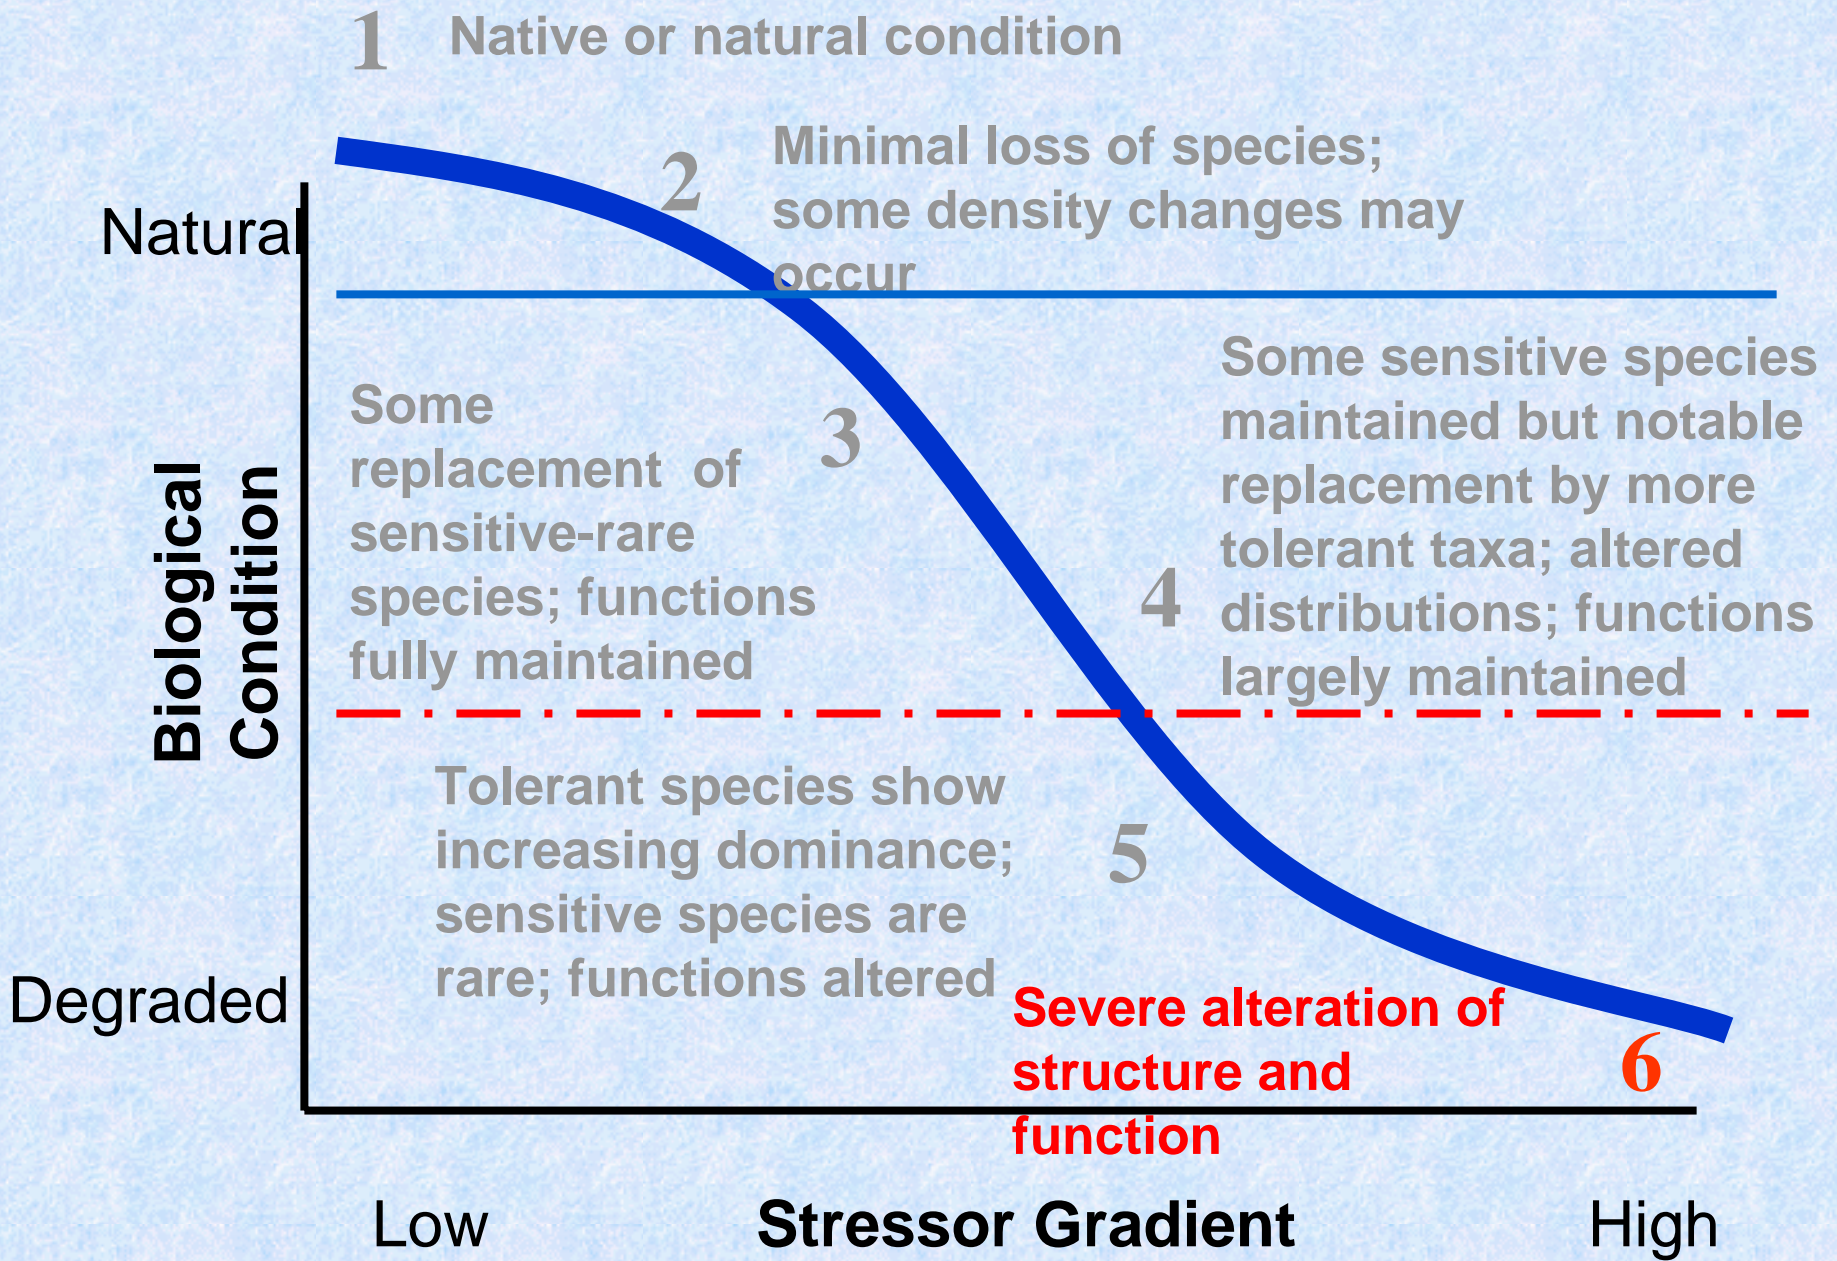 1 Native or natural condition
2 Minimal loss of species;
some density changes may
occur
Natural
Some
replacement of
sensitive-rare
species; functions
fully maintained
3
Some sensitive species
maintained but notable
replacement by more
tolerant taxa; altered
distributions; functions
largely maintained
4
Biological
Condition
Tolerant species show
increasing dominance;
sensitive species are
rare; functions altered
5
Degraded
Severe alteration of
structure and
function
6
Low Stressor Gradient High